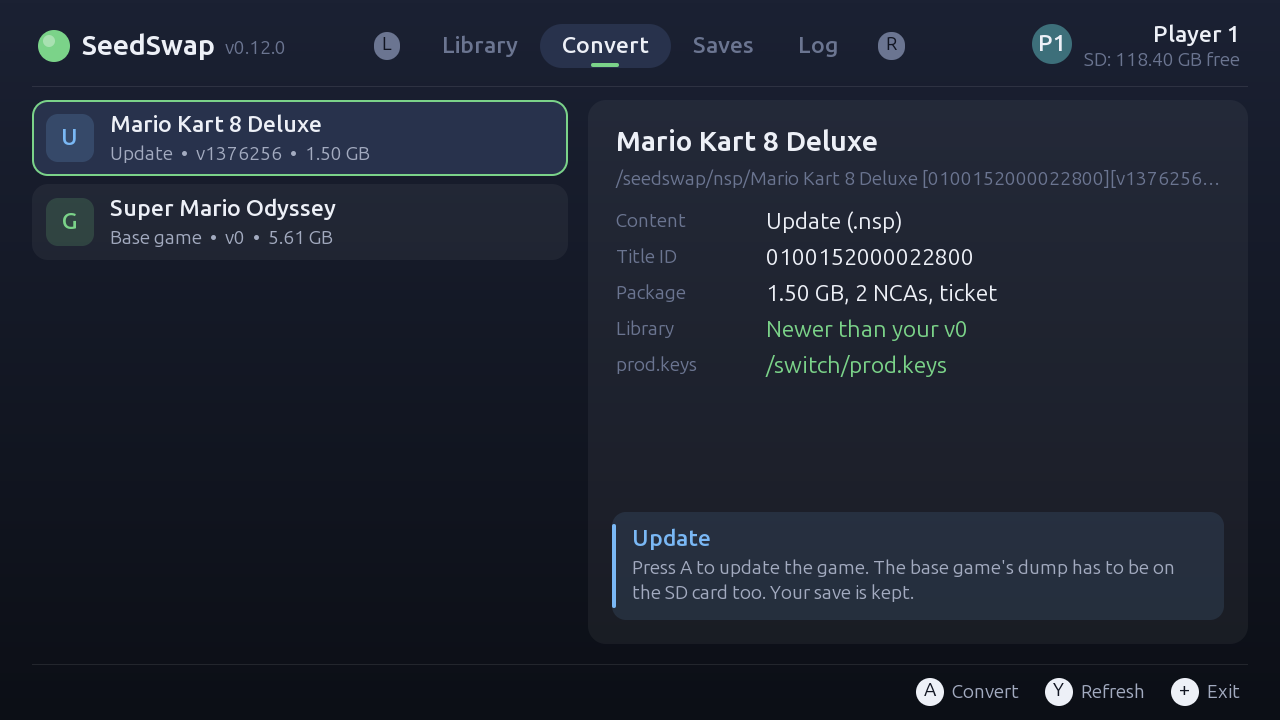 SeedSwap v0.12.0
L Library Convert Saves Log R
P1 Player 1
SD: 118.40 GB free
U Mario Kart 8 Deluxe
Update • v1376256 • 1.50 GB
G Super Mario Odyssey
Base game • v0 • 5.61 GB
Mario Kart 8 Deluxe
/seedswap/nsp/Mario Kart 8 Deluxe [0100152000022800][v1376256…
Content Update (.nsp)
Title ID 0100152000022800
Package 1.50 GB, 2 NCAs, ticket
Library Newer than your v0
prod.keys /switch/prod.keys
Update
Press A to update the game. The base game's dump has to be on
the SD card too. Your save is kept.
A Convert Y Refresh + Exit